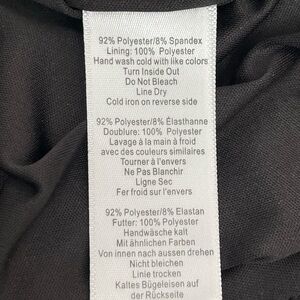 92% Polyester/8% Spandex
Lining: 100% Polyester
Hand wash cold with like colors
Turn Inside Out
Do Not Bleach
Line Dry
Cold iron on reverse side
92% Polyester/8% Élasthanne
Doublure: 100% Polyester
Lavage à la main à froid
avec des couleurs similaires
Tourner à l'envers
Ne Pas Blanchir
Ligne Sec
Fer froid sur l'envers
92% Polyester/8% Elastan
Futter: 100% Polyester
Handwäsche kalt
Mit ähnlichen Farben
Von innen nach aussen drehen
Nicht bleichen
Linie trocken
Kaltes Bügeleisen auf
der Rückseite